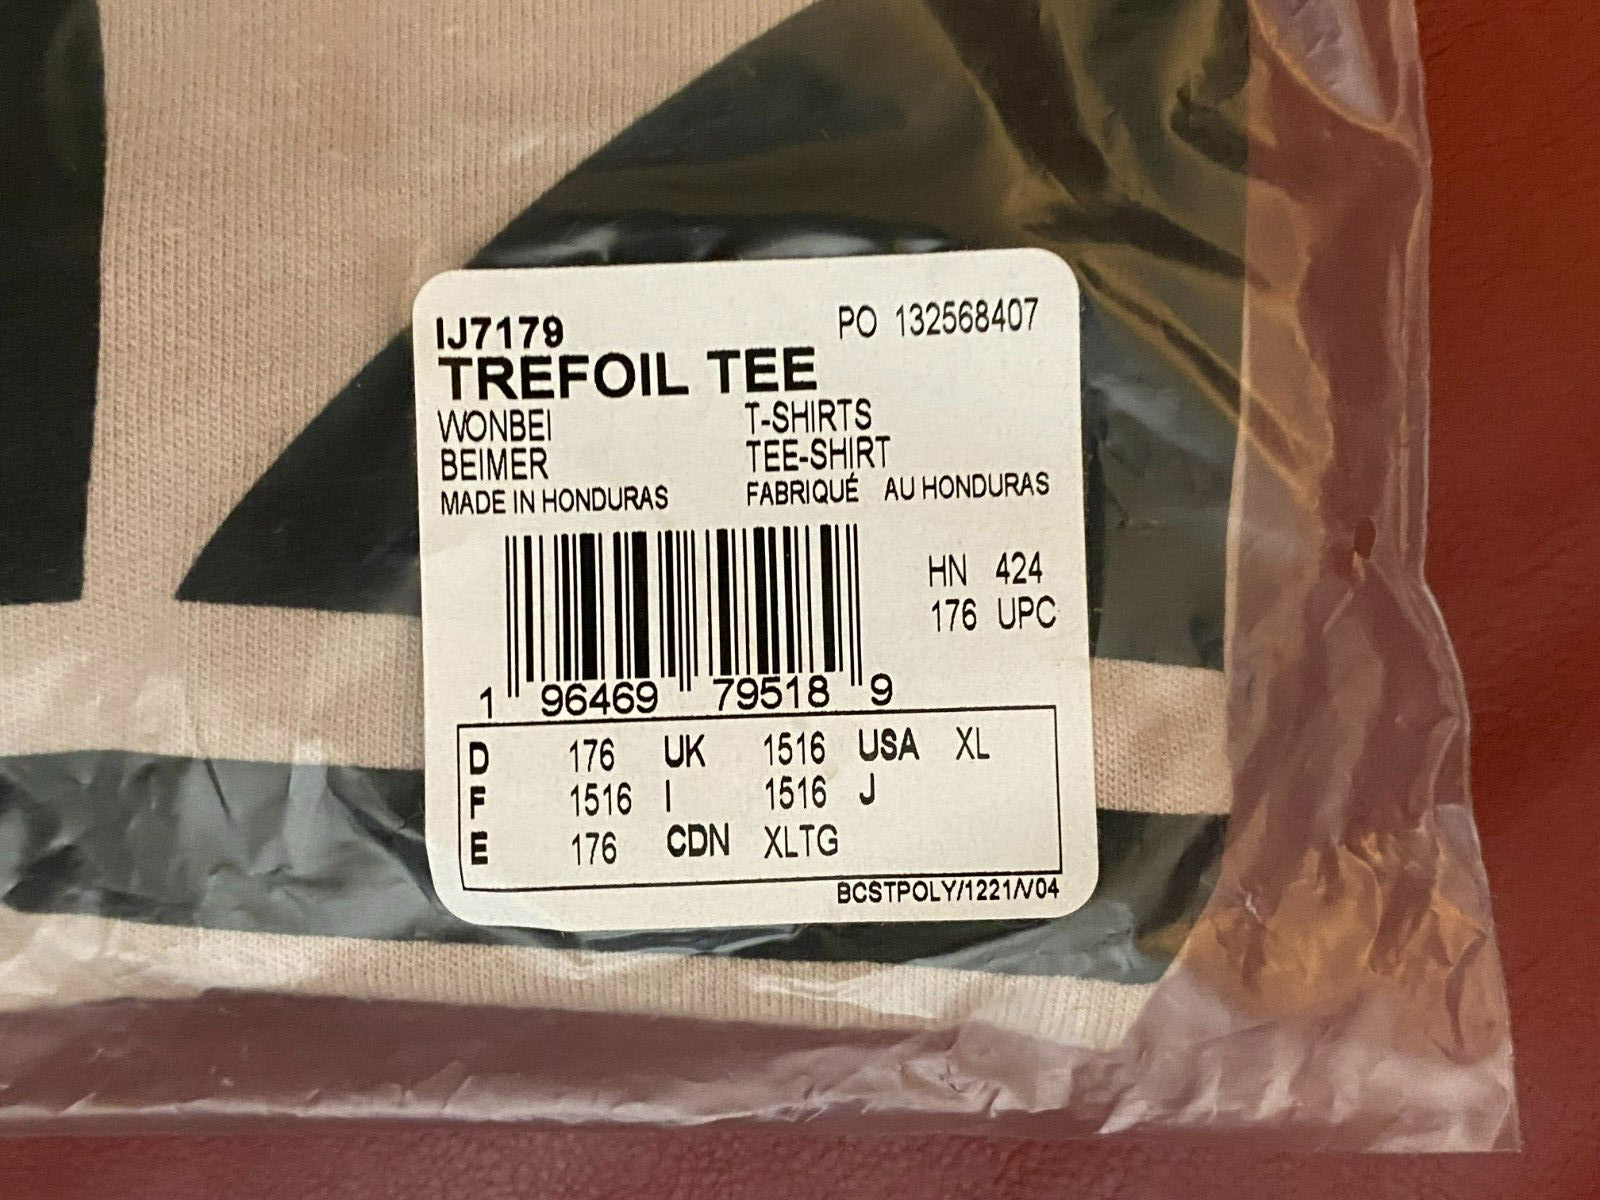 IJ7179 PO 132568407
TREFOIL TEE
WONBEI T-SHIRTS
BEIMER TEE-SHIRT
MADE IN HONDURAS FABRIQUÉ AU HONDURAS
HN 424
176 UPC
1 96469 79518 9
D 176 UK 1516 USA XL
F 1516 I 1516 J
E 176 CDN XLTG
BCSTPOLY/1221/V04